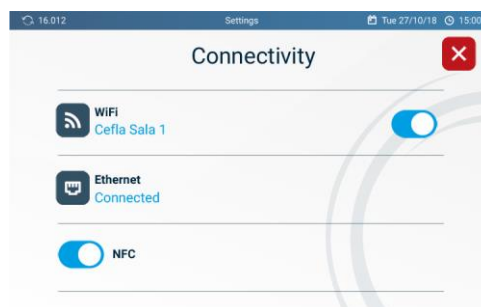 16.012 Settings Tue 27/10/18 15:00
Connectivity
WiFi
Cefla Sala 1
Ethernet
Connected
NFC